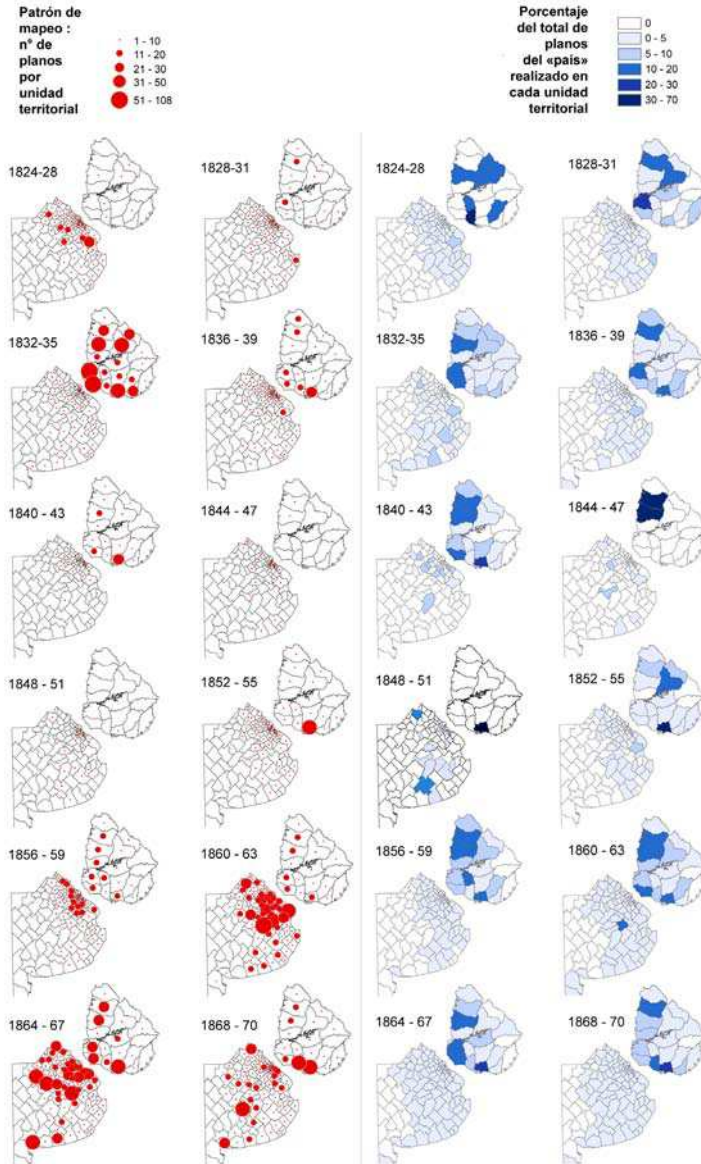 Patrón de
mapeo :
nº de
planos
por
unidad
territorial
1 - 10
11 - 20
21 - 30
31 - 50
51 - 108
Porcentaje
del total de
planos
del «país»
realizado en
cada unidad
territorial
0
0 - 5
5 - 10
10 - 20
20 - 30
30 - 70
1824-28
1828-31
1824-28
1828-31
1832-35
1836 - 39
1832-35
1836 - 39
1840 - 43
1844 - 47
1840 - 43
1844 - 47
1848 - 51
1852 - 55
1848 - 51
1852 - 55
1856 - 59
1860 - 63
1856 - 59
1860 - 63
1864 - 67
1868 - 70
1864 - 67
1868 - 70